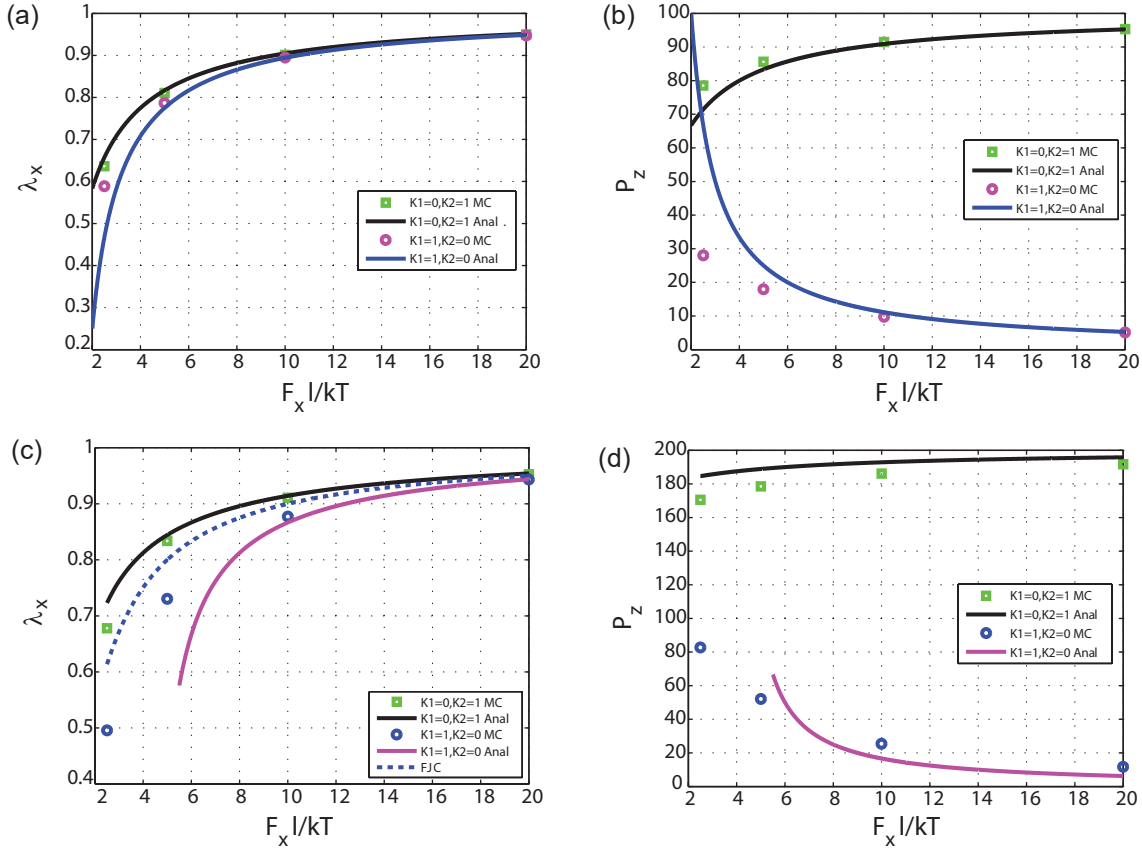 (a)
1
0.9
0.8
0.7
0.6
0.5
0.4
0.3
0.2
λx
K1=0,K2=1 MC
K1=0,K2=1 Anal .
K1=1,K2=0 MC
K1=1,K2=0 Anal
2 4 6 8 10 12 14 16 18 20
Fx l/kT
(b)
100
90
80
70
60
50
40
30
20
10
0
Pz
K1=0,K2=1 MC
K1=0,K2=1 Anal
K1=1,K2=0 MC
K1=1,K2=0 Anal
2 4 6 8 10 12 14 16 18 20
Fx l/kT
(c)
1
0.9
0.8
0.7
0.6
0.5
0.4
λx
K1=0,K2=1 MC
K1=0,K2=1 Anal
K1=1,K2=0 MC
K1=1,K2=0 Anal
FJC
2 4 6 8 10 12 14 16 18 20
Fx l/kT
(d)
200
180
160
140
120
100
80
60
40
20
0
Pz
K1=0,K2=1 MC
K1=0,K2=1 Anal
K1=1,K2=0 MC
K1=1,K2=0 Anal
2 4 6 8 10 12 14 16 18 20
Fx l/kT